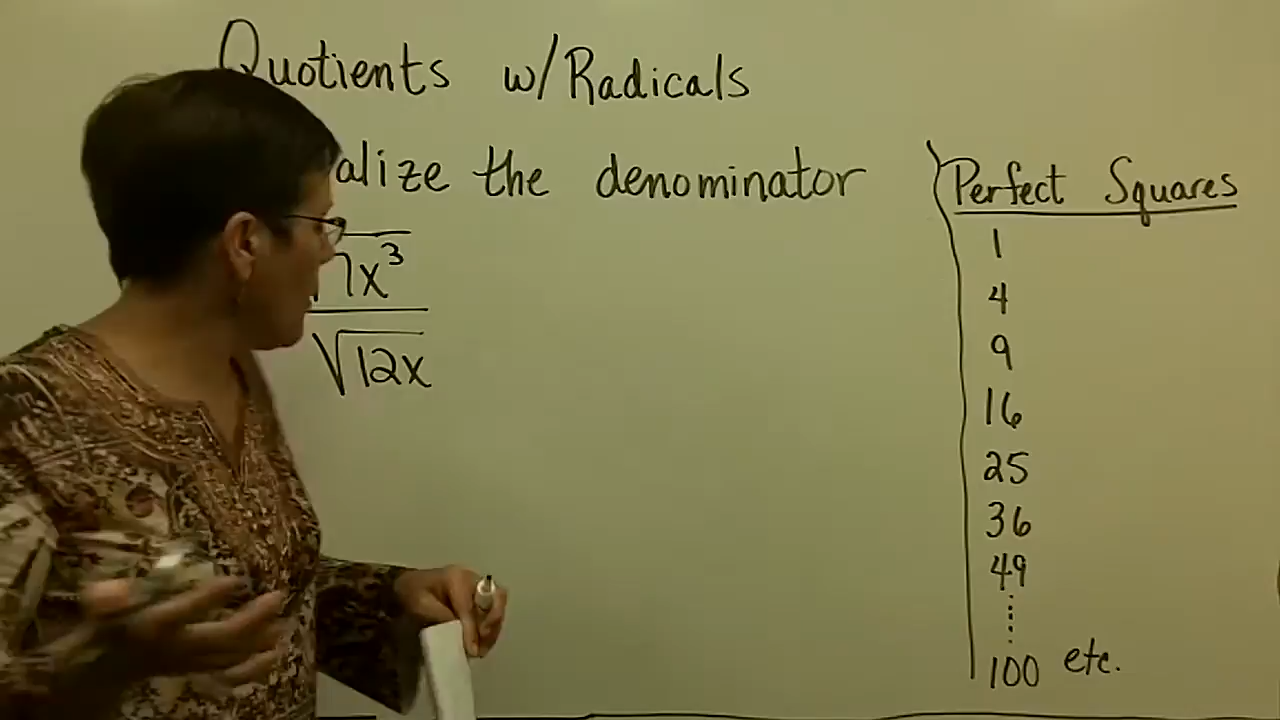 Quotients w/Radicals
alize the denominator
7x³
√12x
Perfect Squares
1
4
9
16
25
36
49
⋮
100 etc.